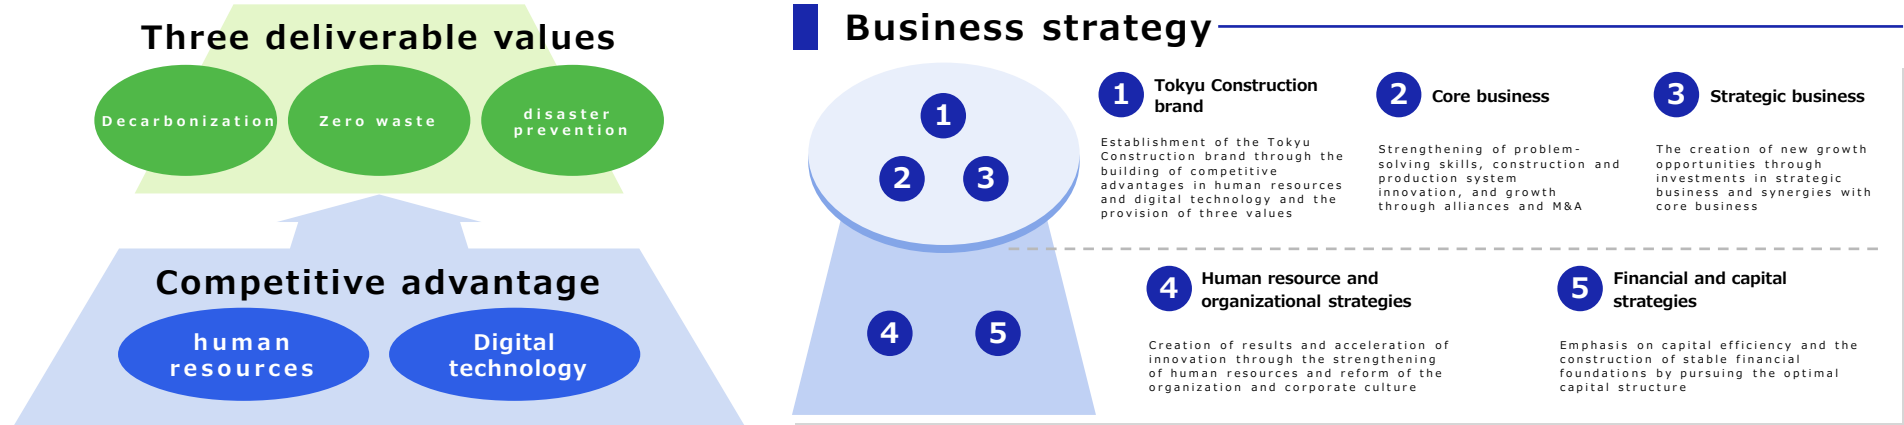 Three deliverable values
Decarbonization
Zero waste
disaster
prevention
Competitive advantage
human
resources
Digital
technology
Business strategy
1
2
3
4
5
1
Tokyu Construction
brand
Establishment of the Tokyu
Construction brand through the
building of competitive
advantages in human resources
and digital technology and the
provision of three values
2
Core business
Strengthening of problem-
solving skills, construction and
production system
innovation, and growth
through alliances and M&A
3
Strategic business
The creation of new growth
opportunities through
investments in strategic
business and synergies with
core business
4
Human resource and
organizational strategies
Creation of results and acceleration of
innovation through the strengthening
of human resources and reform of the
organization and corporate culture
5
Financial and capital
strategies
Emphasis on capital efficiency and the
construction of stable financial
foundations by pursuing the optimal
capital structure